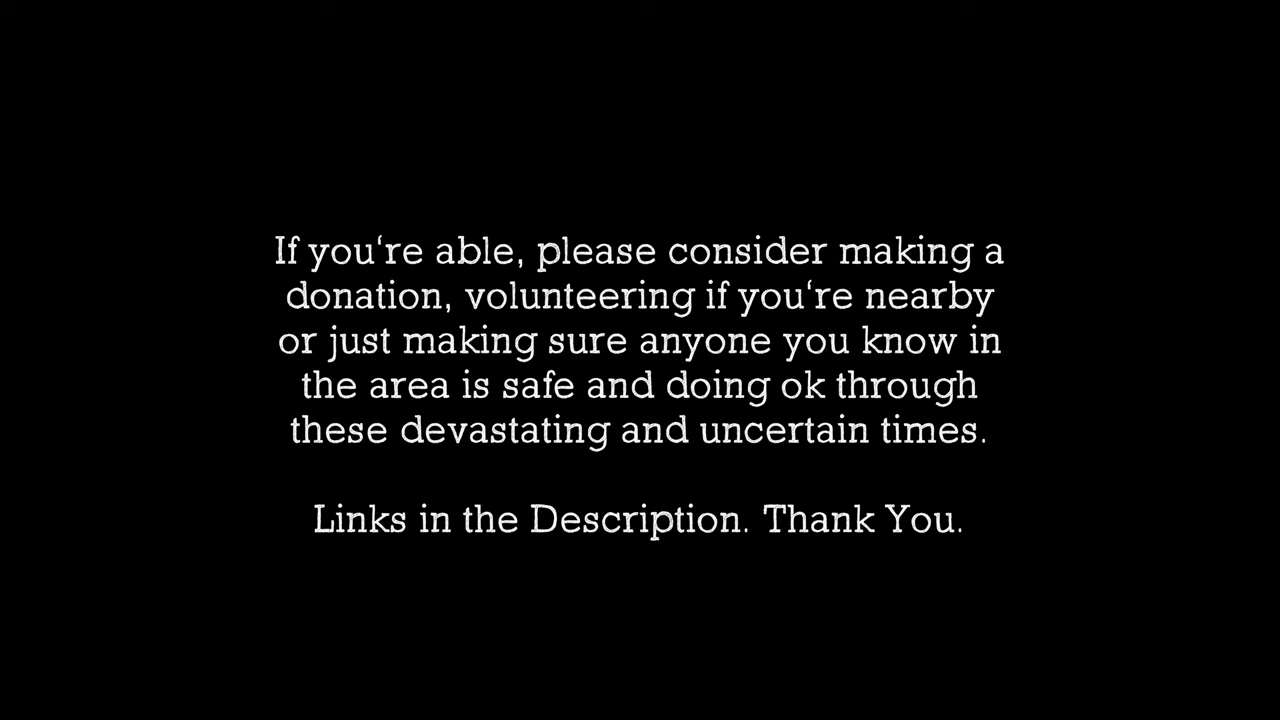 If you‘re able, please consider making a
donation, volunteering if you‘re nearby
or just making sure anyone you know in
the area is safe and doing ok through
these devastating and uncertain times.
Links in the Description. Thank You.